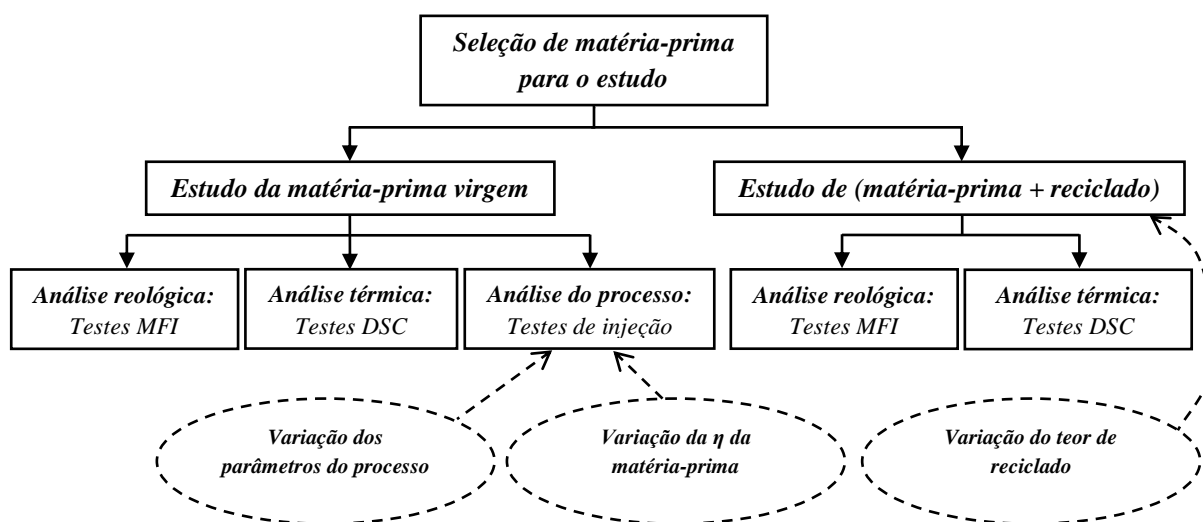 Seleção de matéria-prima
para o estudo
Estudo da matéria-prima virgem
Estudo de (matéria-prima + reciclado)
Análise reológica:
Testes MFI
Análise térmica:
Testes DSC
Análise do processo:
Testes de injeção
Análise reológica:
Testes MFI
Análise térmica:
Testes DSC
Variação dos
parâmetros do processo
Variação da η da
matéria-prima
Variação do teor de
reciclado